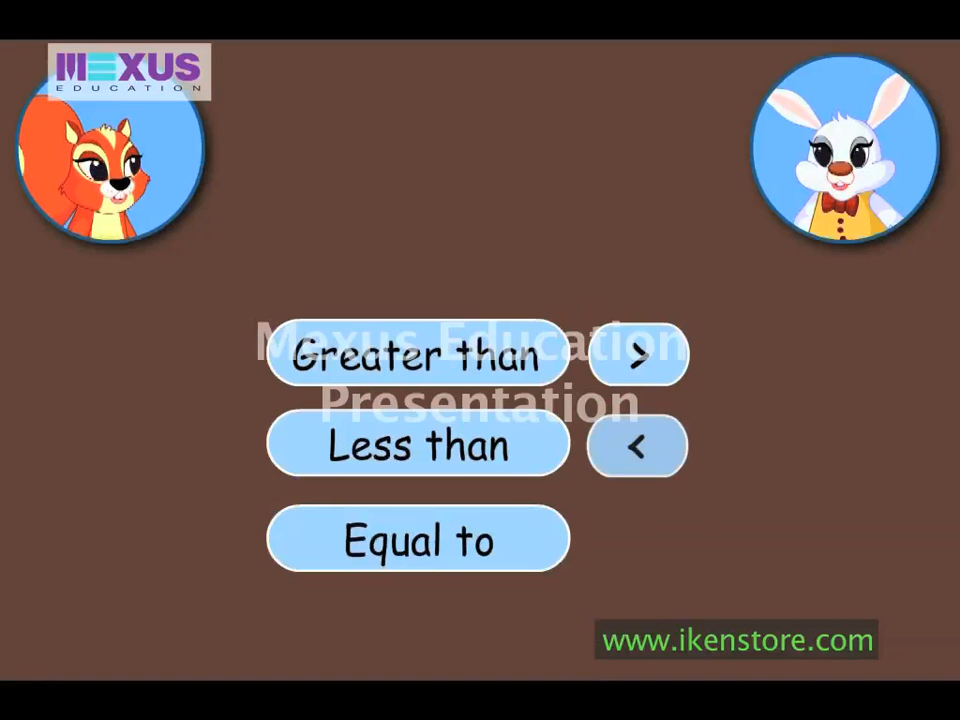 MEXUS
EDUCATION
Mexus Education
Presentation
Greater than >
Less than <
Equal to
www.ikenstore.com